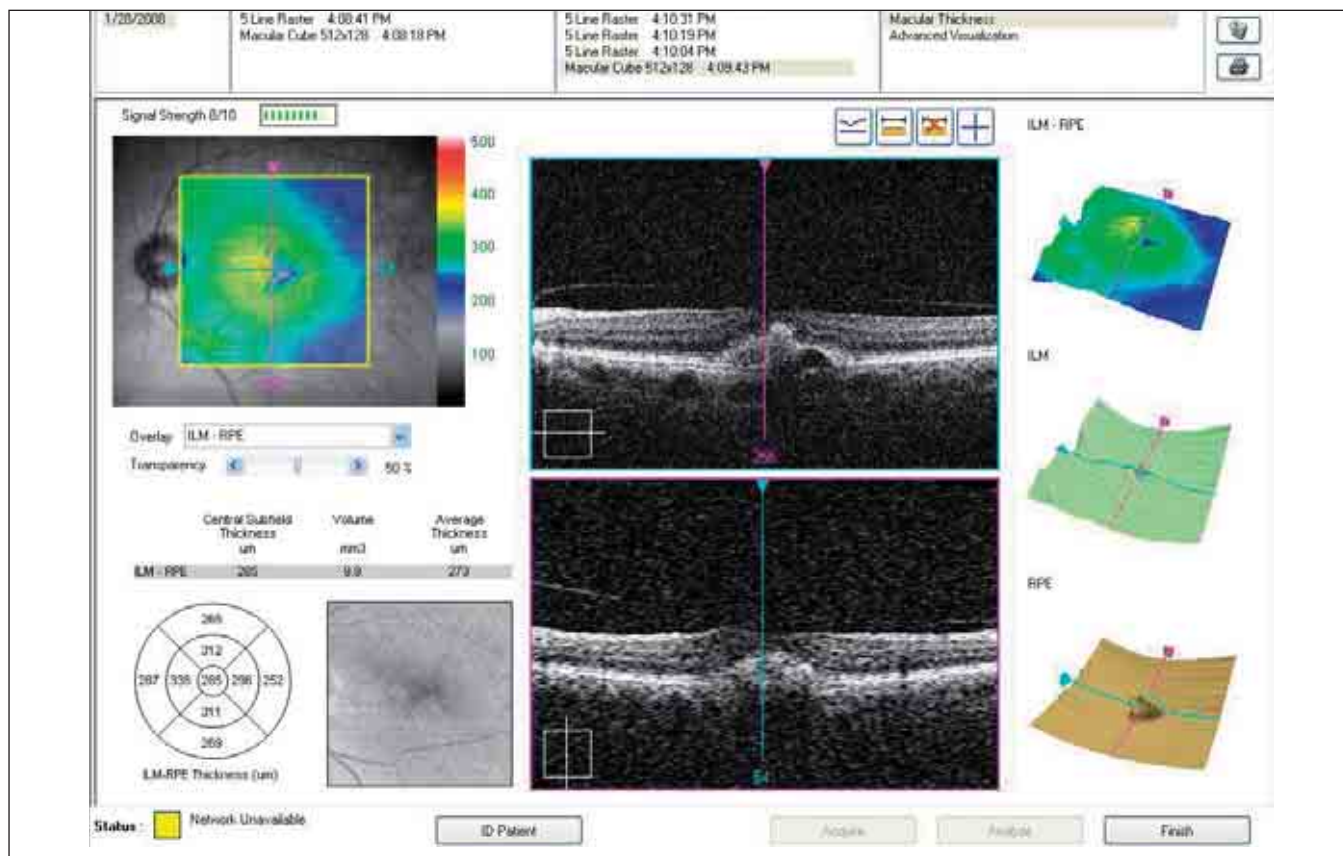 1/28/2008
5 Line Raster 4:08:41 PM
Macular Cube 512x128 4:08:18 PM
5 Line Raster 4:10:31 PM
5 Line Raster 4:10:19 PM
5 Line Raster 4:10:04 PM
Macular Cube 512x128 4:09:43 PM
Macular Thickness
Advanced Visualization
Signal Strength 8/10
500
400
300
200
100
ILM - RPE
ILM
RPE
Overlay ILM - RPE
Transparency 50 %
Central Subfield Thickness um
Volume mm3
Average Thickness um
ILM - RPE 285 9.9 273
265
312
287 335 285 296 252
311
269
ILM-RPE Thickness (um)
Status : Network Unavailable
ID Patient
Acquire
Analyze
Finish